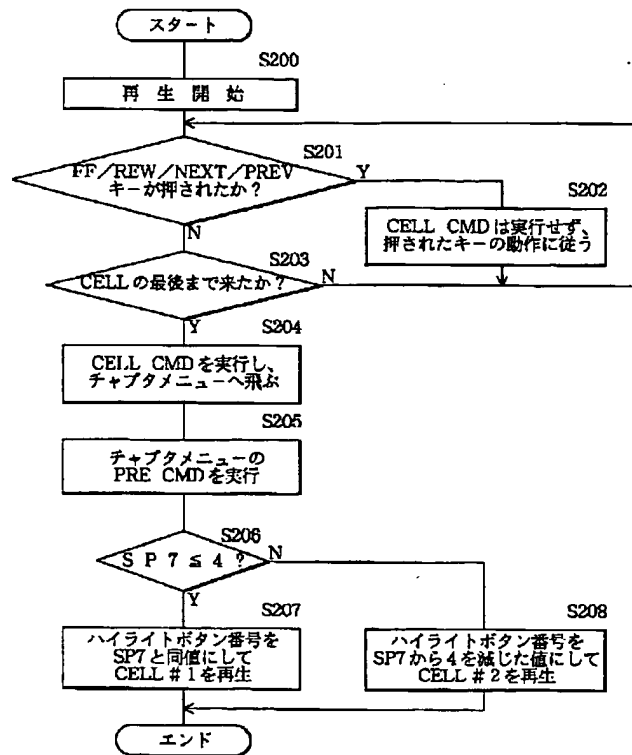 スタート
S200
再 生 開 始
S201
FF／REW／NEXT／PREV
キーが押されたか？
Y
N
S202
CELL CMDは実行せず、
押されたキーの動作に従う
S203
CELLの最後まで来たか？
N
Y
S204
CELL CMDを実行し、
チャプタメニューへ飛ぶ
S205
チャプタメニューの
PRE CMDを実行
S206
S P 7 ≦ 4 ?
N
Y
S207
ハイライトボタン番号を
SP7と同値にして
CELL＃1を再生
S208
ハイライトボタン番号を
SP7から4を減じた値にして
CELL＃2を再生
エンド